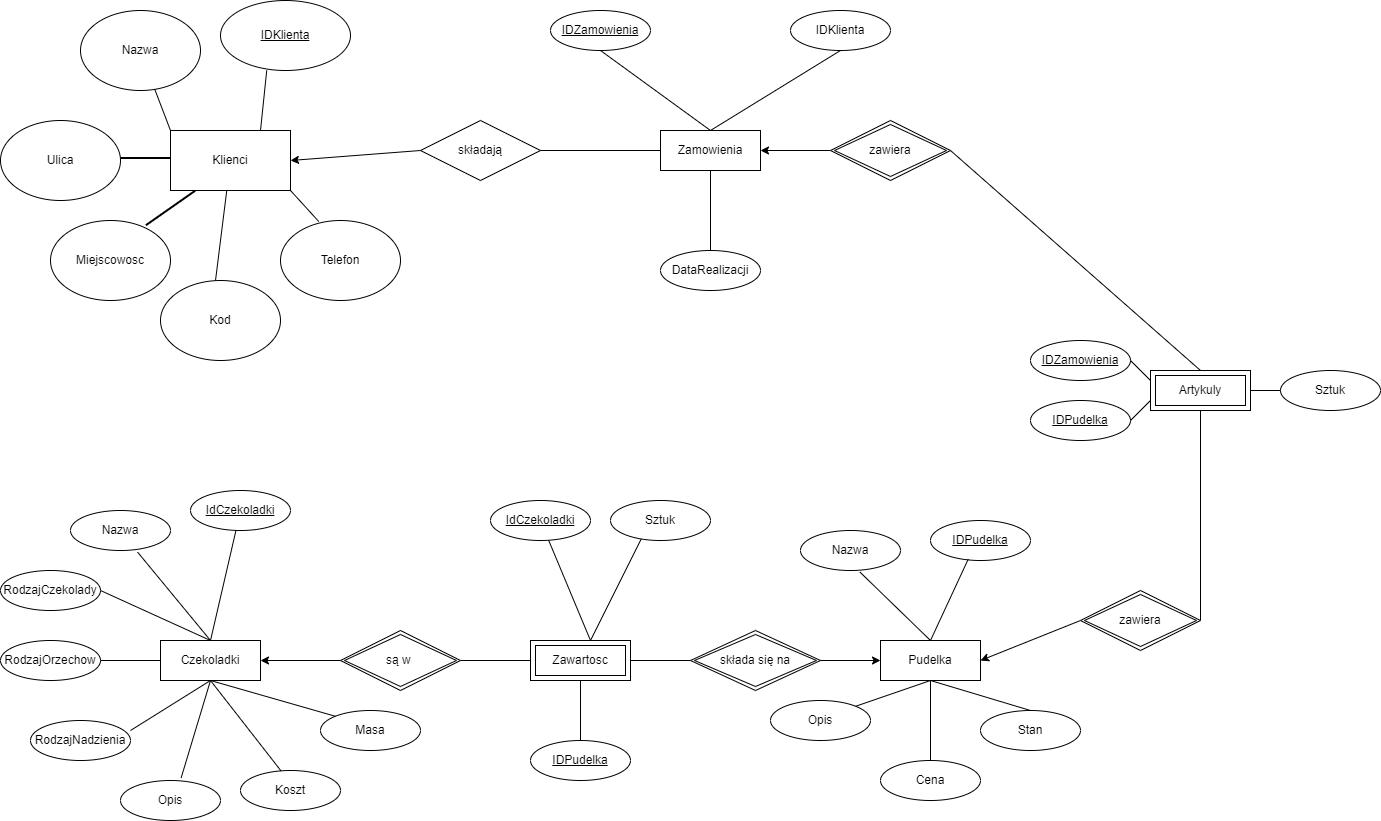 IDKlienta
Nazwa
IDZamowienia
IDKlienta
Ulica
Klienci
składają
Zamowienia
zawiera
Miejscowosc
Telefon
Kod
DataRealizacji
IDZamowienia
Artykuly
Sztuk
IDPudelka
IdCzekoladki
Nazwa
IdCzekoladki
Sztuk
Nazwa
IDPudelka
RodzajCzekolady
zawiera
RodzajOrzechow
Czekoladki
są w
Zawartosc
składa się na
Pudelka
RodzajNadzienia
Masa
Opis
Stan
Opis
Koszt
IDPudelka
Cena